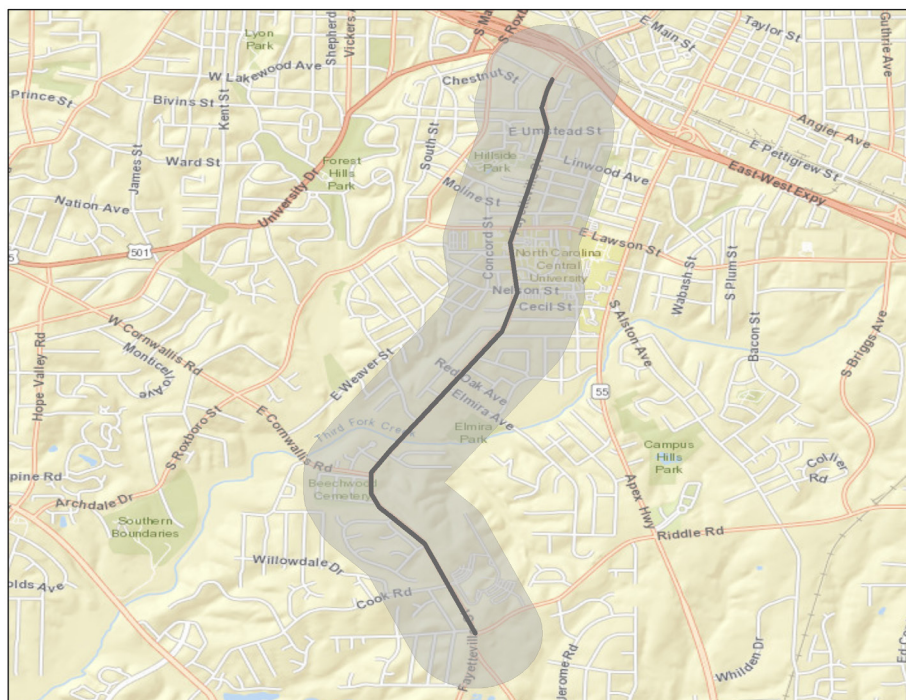 Lyon
Park
Shepherd
Vickers
S Roxboro
E Main St
Taylor St
Guthrie Ave
W Lakewood Ave
Chestnut St
Prince St
Bivins St
Kent St
E Umstead St
Angier Ave
James St
Ward St
Forest
Hills
Park
South St
Hillside
Park
Linwood Ave
E Pettigrew St
East-West Expy
Nation Ave
University Dr
Moline St
501
Concord St
E Lawson St
North Carolina
Central
University
Nelson St
Cecil St
Wabash St
S Plum St
W Cornwallis Rd
S Alston Ave
Bacon St
S Briggs Ave
Hope Valley Rd
E Weaver St
Red Oak Ave
Elmira Ave
55
S Roxboro St
E Cornwallis Rd
Third Fork Creek
Elmira
Park
Campus
Hills
Park
Collier
Rd
pine Rd
Archdale Dr
Beechwood
Cemetery
Apex Hwy
Southern
Boundaries
Riddle Rd
Willowdale Dr
olds Ave
Cook Rd
Fayettevill
Jerome Rd
Whilden Dr